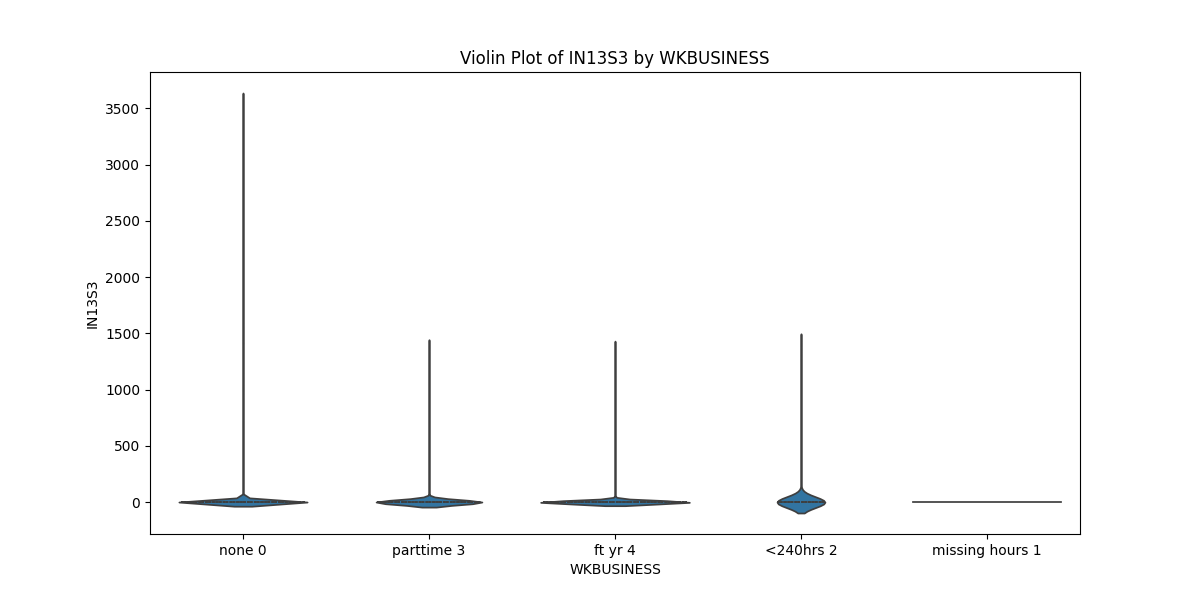 Violin Plot of IN13S3 by WKBUSINESS
3500
3000
2500
2000
1500
1000
500
0
IN13S3
none 0
parttime 3
ft yr 4
<240hrs 2
missing hours 1
WKBUSINESS